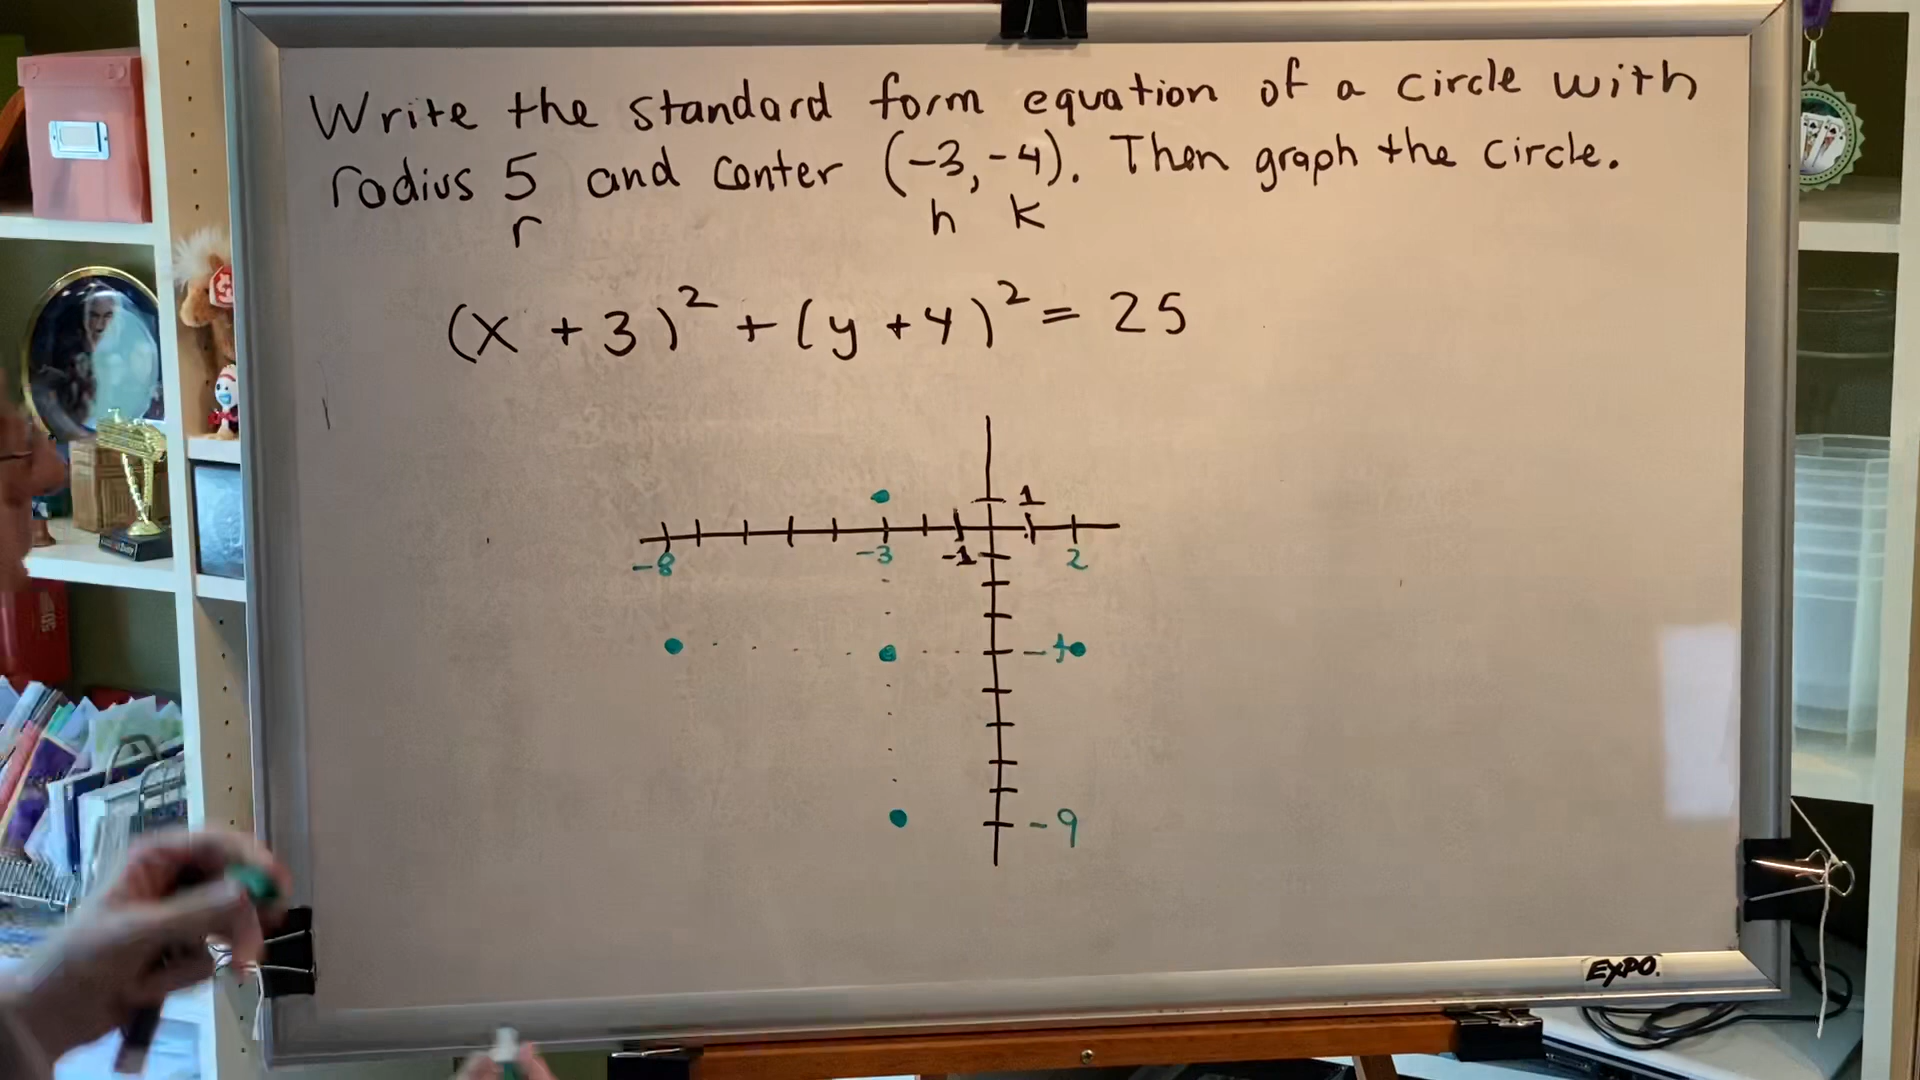 Write the standard form equation of a circle with
radius 5 and center (-3, -4). Then graph the circle.
r h k
(x + 3)² + (y + 4)² = 25
1
-8 -3 -1 2
-9
EXPO.